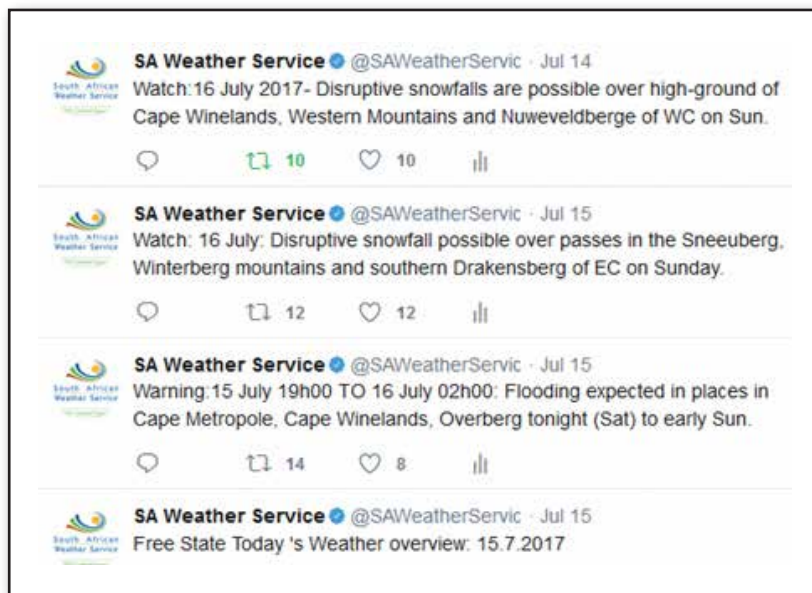 SA Weather Service @SAWeatherServic · Jul 14
South African
Weather Service
Watch:16 July 2017- Disruptive snowfalls are possible over high-ground of
Cape Winelands, Western Mountains and Nuweveldberge of WC on Sun.
10 10
SA Weather Service @SAWeatherServic · Jul 15
South African
Weather Service
Watch: 16 July: Disruptive snowfall possible over passes in the Sneeuberg,
Winterberg mountains and southern Drakensberg of EC on Sunday.
12 12
SA Weather Service @SAWeatherServic · Jul 15
South African
Weather Service
Warning:15 July 19h00 TO 16 July 02h00: Flooding expected in places in
Cape Metropole, Cape Winelands, Overberg tonight (Sat) to early Sun.
14 8
SA Weather Service @SAWeatherServic · Jul 15
South African
Weather Service
Free State Today 's Weather overview: 15.7.2017